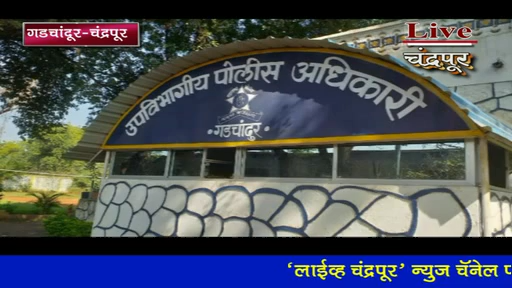 गडचांदूर-चंद्रपूर
Live
चंद्रपूर
उपविभागीय पोलीस अधिकारी
गडचांदुर
'लाईव्ह चंद्रपूर' न्युज चॅनेल